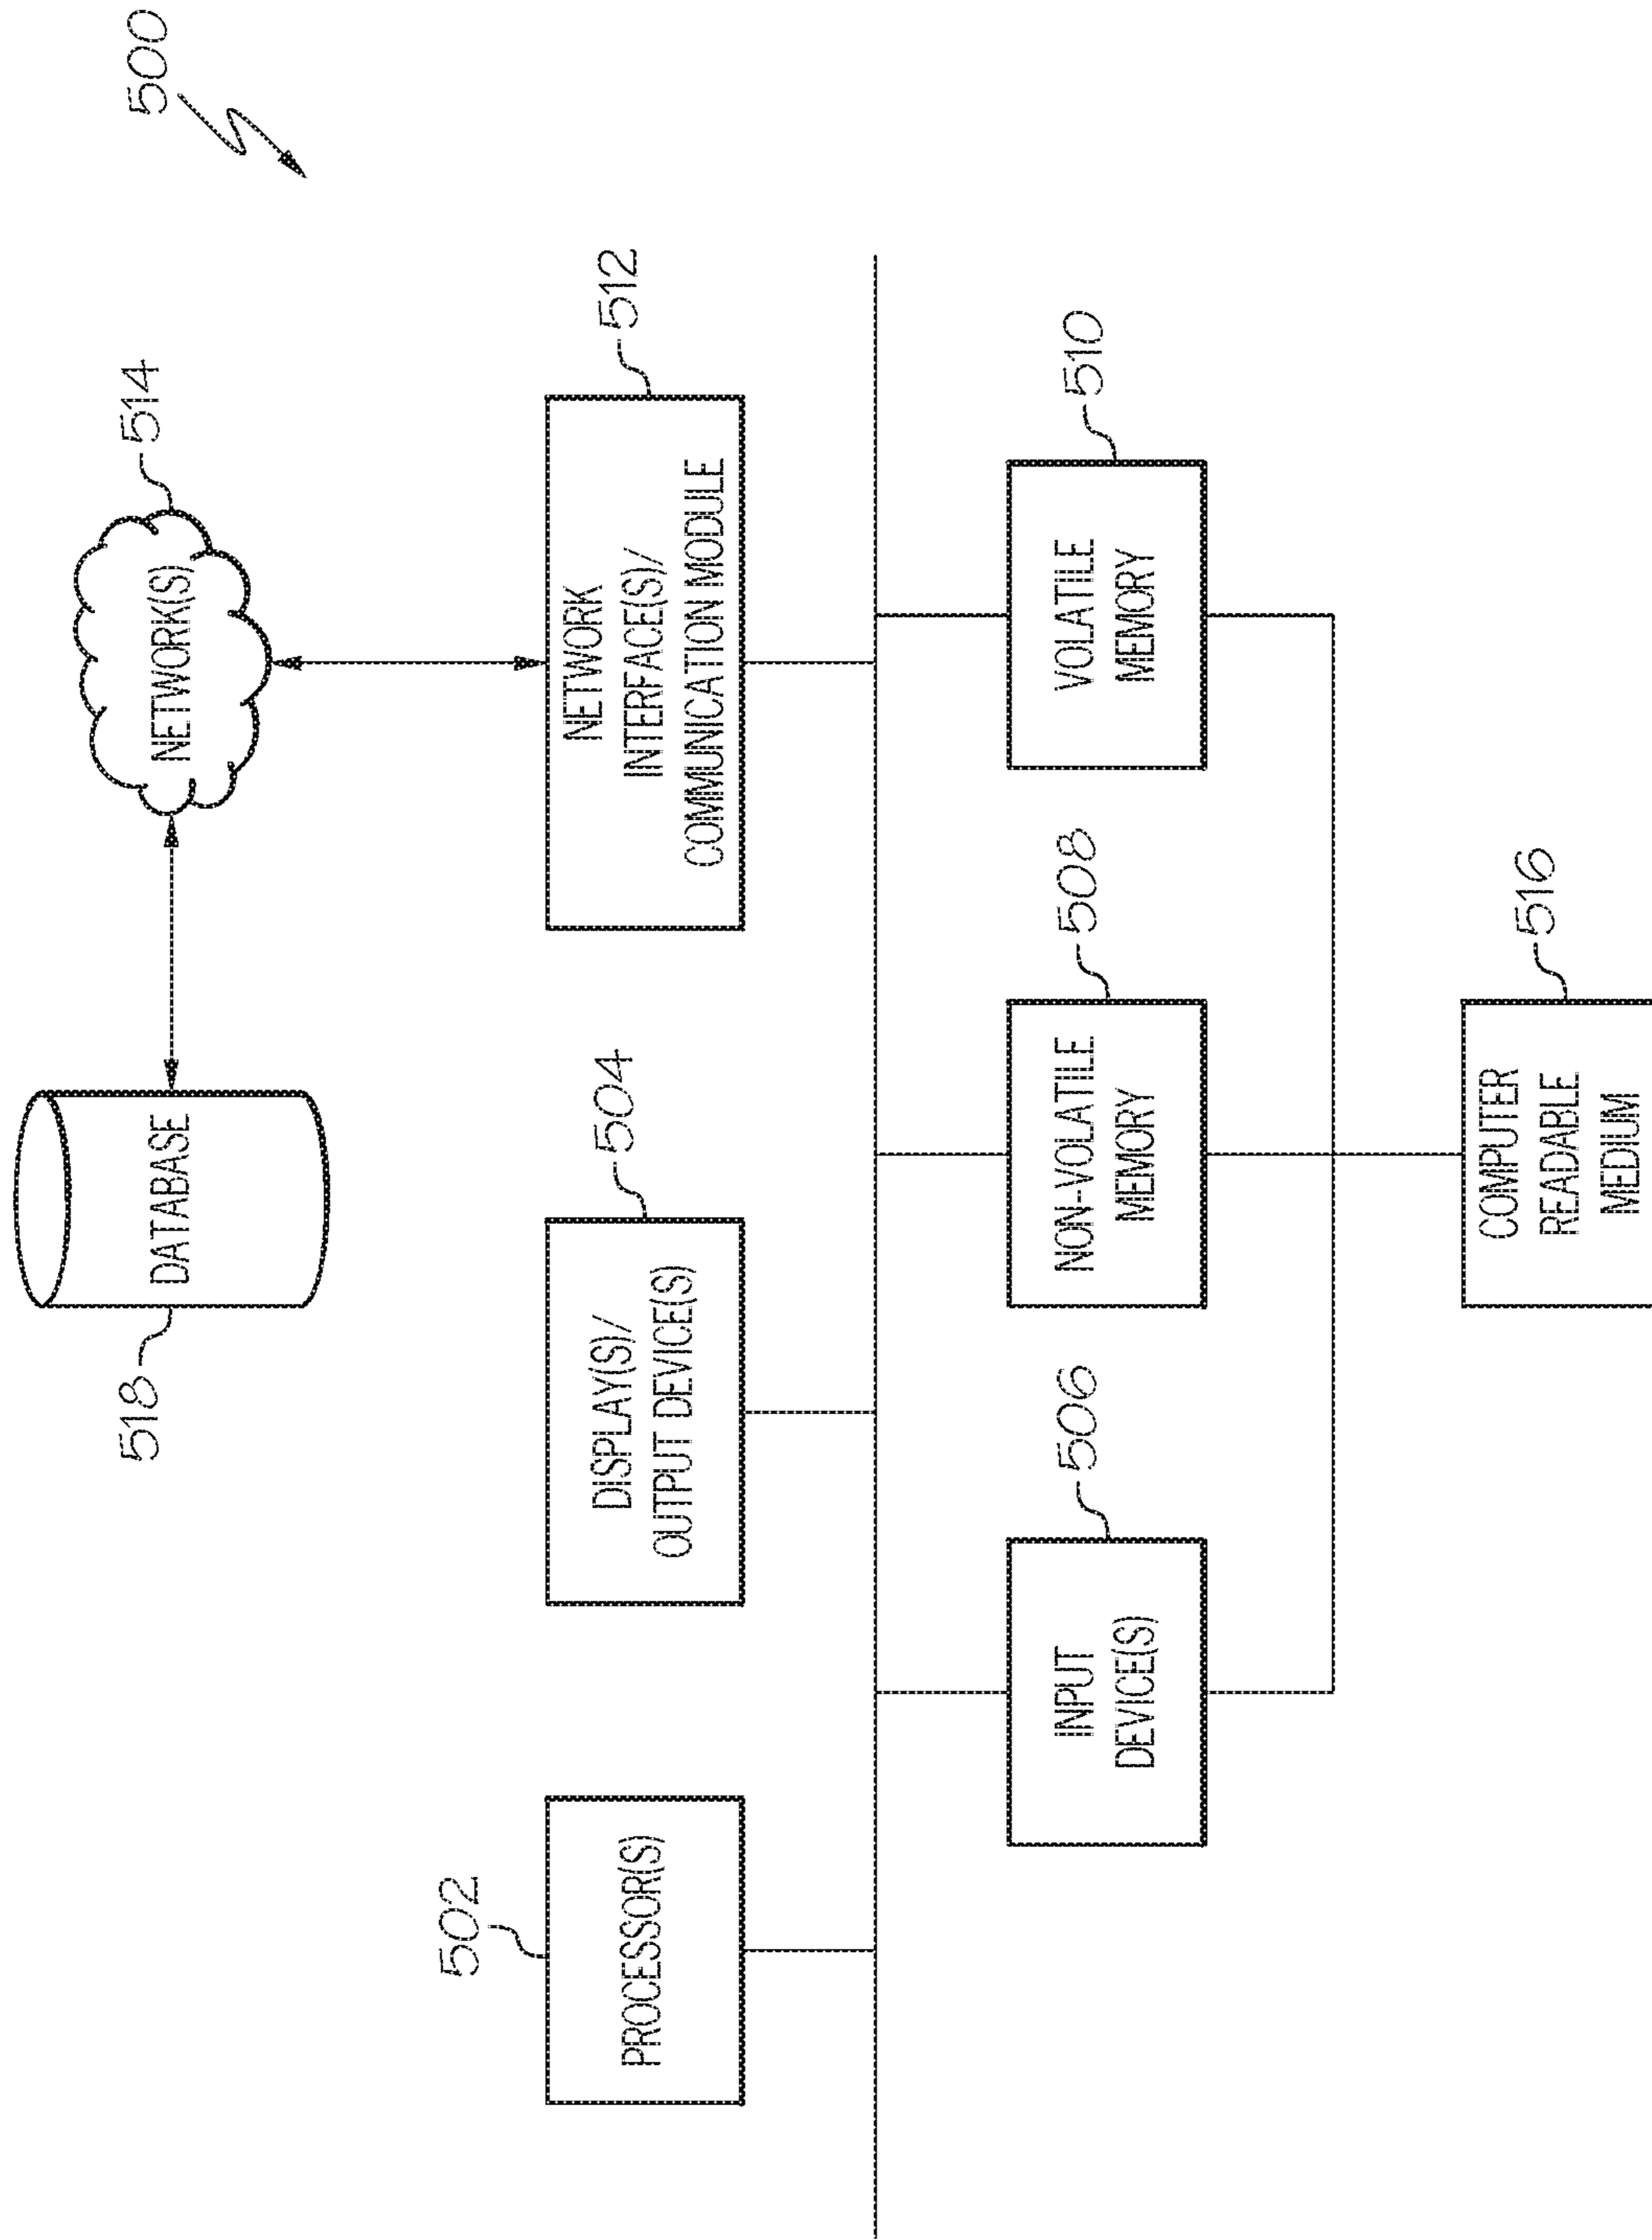 500
518
DATABASE
NETWORK(S)
514
502
PROCESSOR(S)
DISPLAY(S)/
OUTPUT DEVICE(S)
504
NETWORK
INTERFACE(S)/
COMMUNICATION MODULE
512
INPUT
DEVICE(S)
506
NON-VOLATILE
MEMORY
508
VOLATILE
MEMORY
510
COMPUTER
READABLE
MEDIUM
516